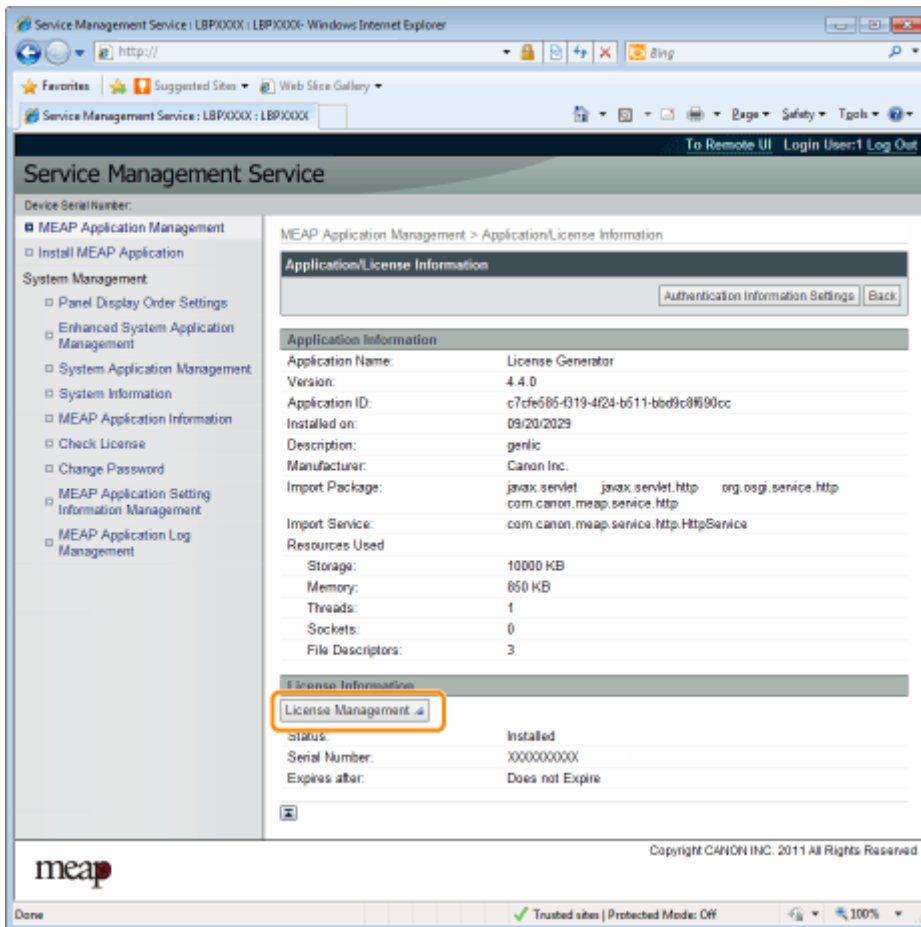 Service Management Service : LBPXXXX : LBPXXXX- Windows Internet Explorer
http://
Bing
Favorites Suggested Sites Web Slice Gallery
Service Management Service : LBPXXXX : LBPXXXX
Page Safety Tools
To Remote UI Login User:1 Log Out
Service Management Service
Device Serial Number:
MEAP Application Management
Install MEAP Application
System Management
Panel Display Order Settings
Enhanced System Application
Management
System Application Management
System Information
MEAP Application Information
Check License
Change Password
MEAP Application Setting
Information Management
MEAP Application Log
Management
MEAP Application Management > Application/License Information
Application/License Information
Authentication Information Settings Back
Application Information
Application Name: License Generator
Version: 4.4.0
Application ID: c7cfe585-f319-4f24-b511-bbd9c8f690cc
Installed on: 09/20/2029
Description: genlic
Manufacturer: Canon Inc.
Import Package: javax.servlet javax.servlet.http org.osgi.service.http
com.canon.meap.service.http
Import Service: com.canon.meap.service.http.HttpService
Resources Used
Storage: 10000 KB
Memory: 850 KB
Threads: 1
Sockets: 0
File Descriptors: 3
License Information
License Management
Status: Installed
Serial Number: XXXXXXXXXX
Expires after: Does not Expire
Copyright CANON INC. 2011 All Rights Reserved
meap
Done Trusted sites | Protected Mode: Off 100%